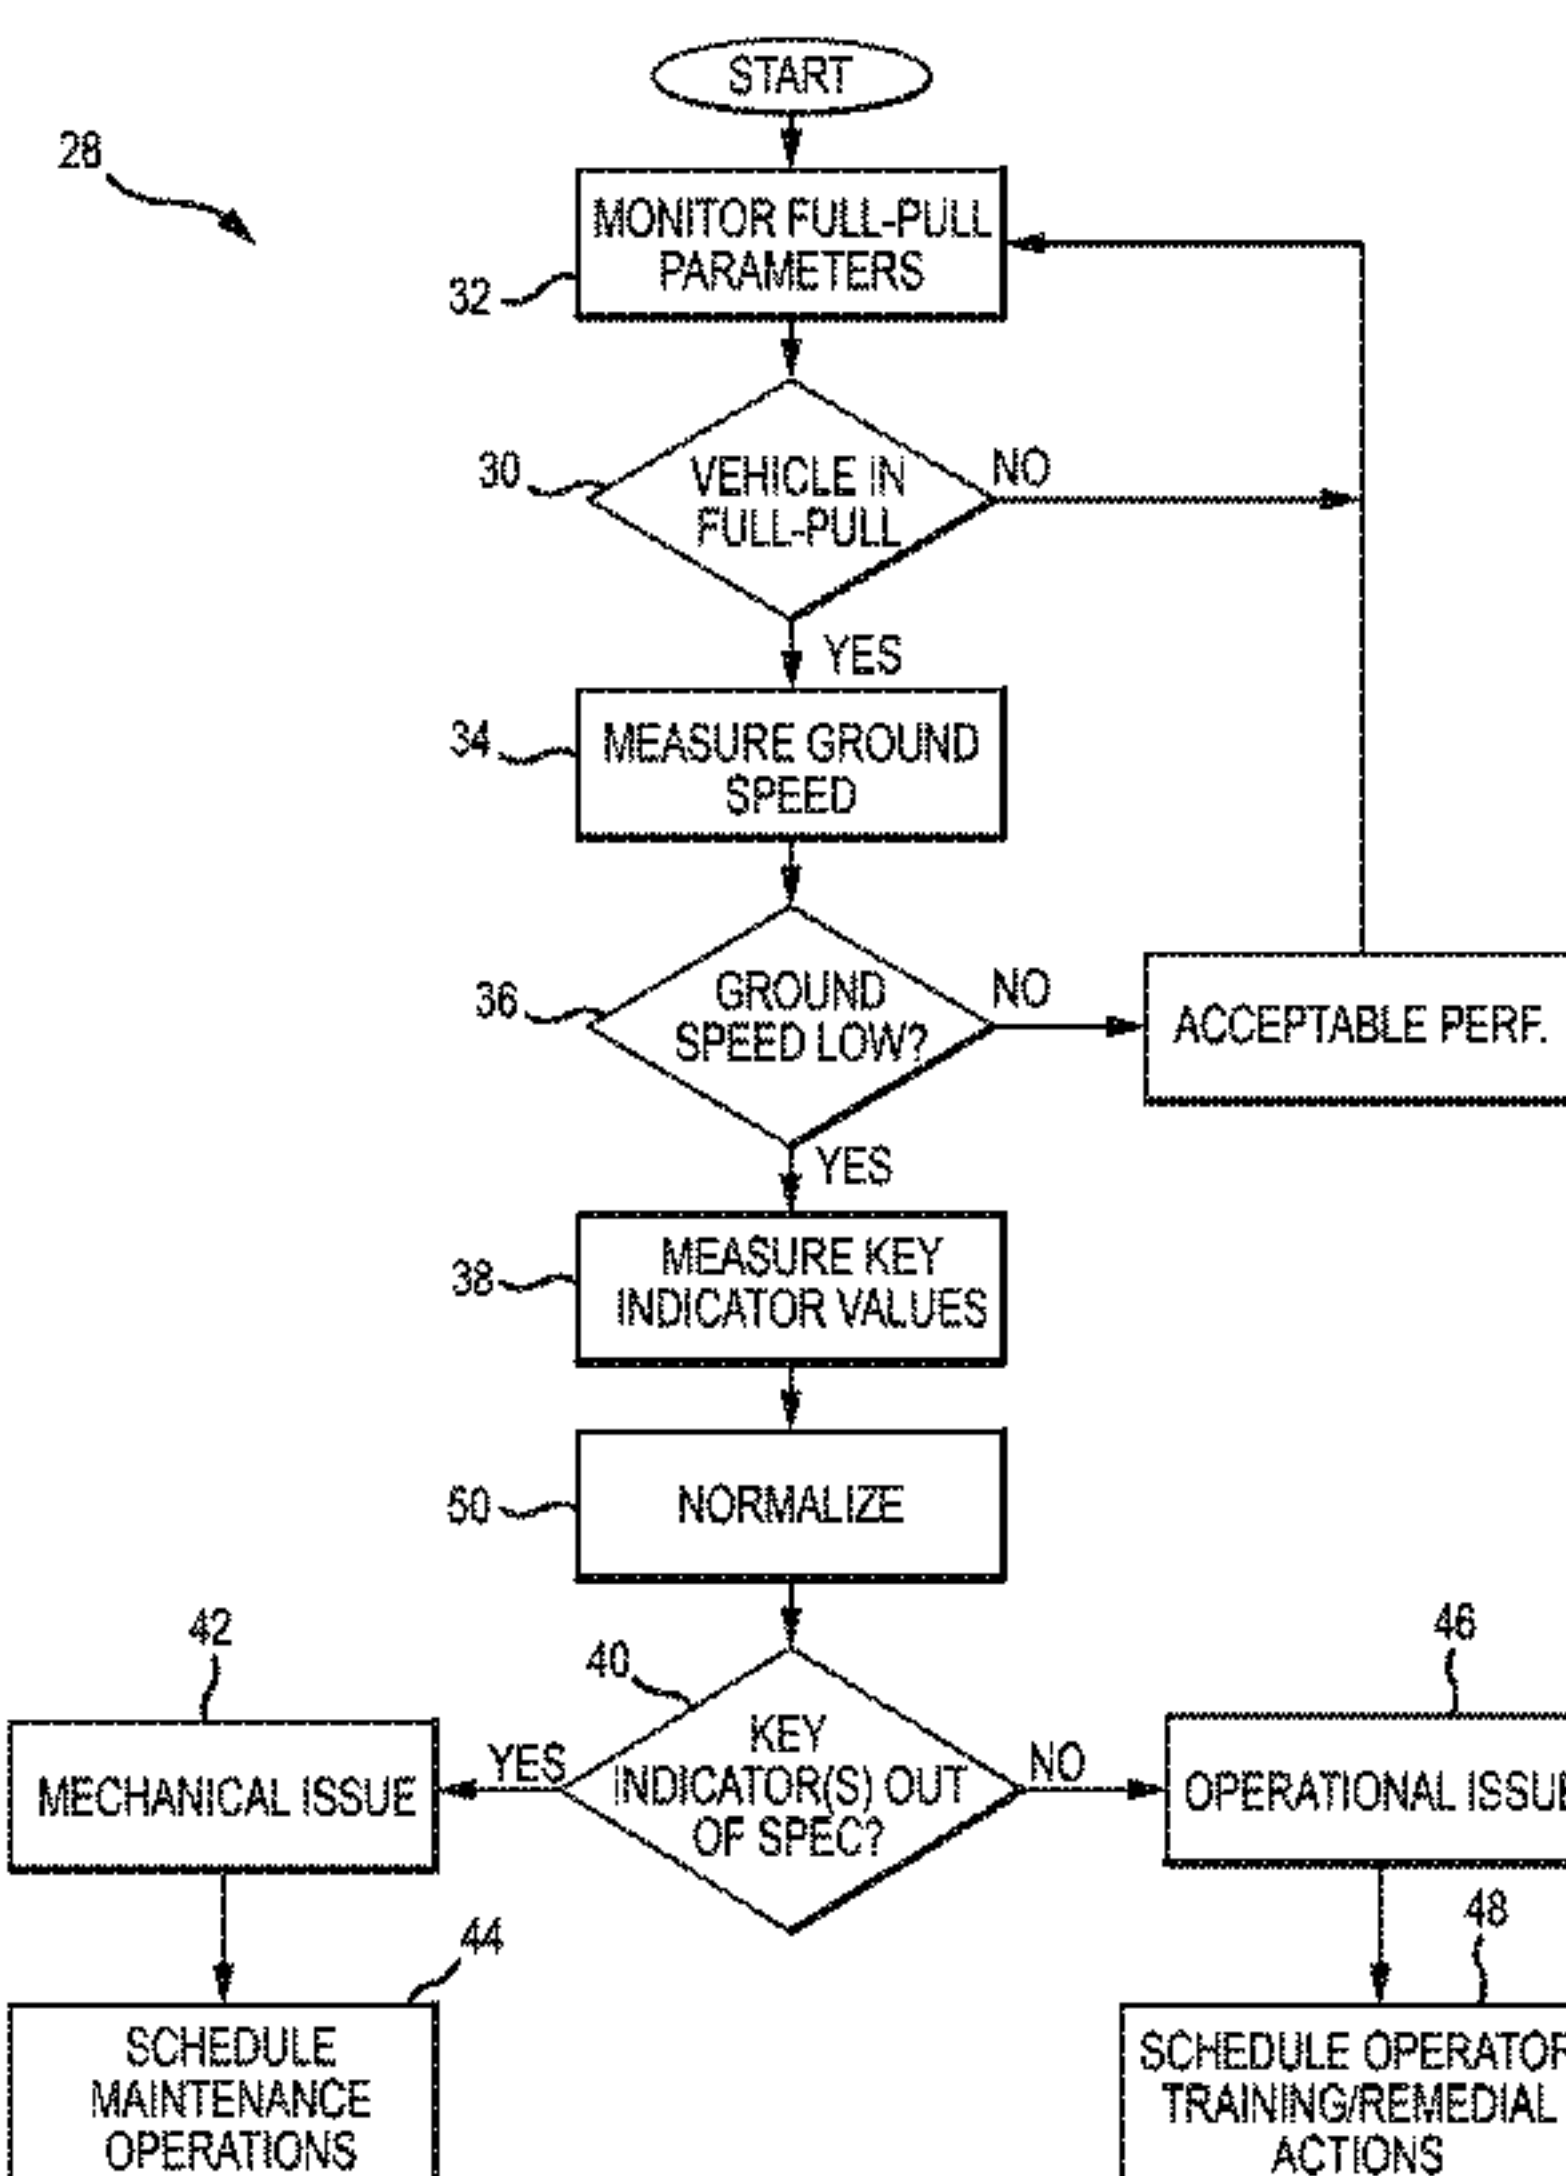 START
28
MONITOR FULL-PULL
PARAMETERS
32
30
VEHICLE IN
FULL-PULL
NO
YES
34
MEASURE GROUND
SPEED
36
GROUND
SPEED LOW?
NO
ACCEPTABLE PERF.
YES
38
MEASURE KEY
INDICATOR VALUES
50
NORMALIZE
42
40
46
MECHANICAL ISSUE
YES
KEY
INDICATOR(S) OUT
OF SPEC?
NO
OPERATIONAL ISSUE
44
48
SCHEDULE
MAINTENANCE
OPERATIONS
SCHEDULE OPERATOR
TRAINING/REMEDIAL
ACTIONS